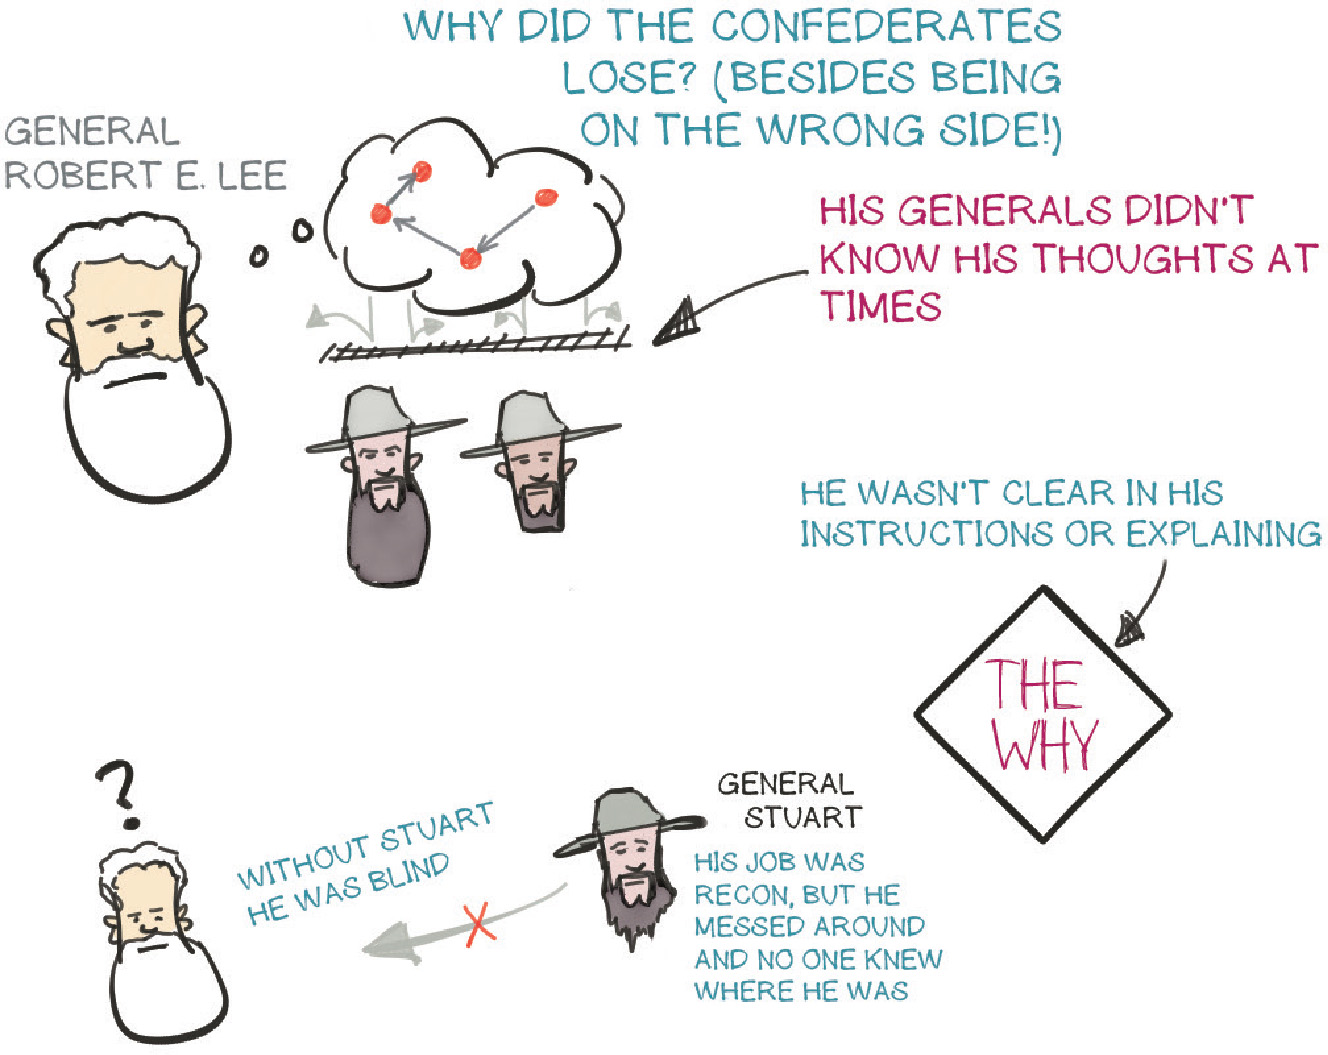 WHY DID THE CONFEDERATES
LOSE? (BESIDES BEING
ON THE WRONG SIDE!)
GENERAL
ROBERT E. LEE
HIS GENERALS DIDN'T
KNOW HIS THOUGHTS AT
TIMES
HE WASN'T CLEAR IN HIS
INSTRUCTIONS OR EXPLAINING
THE
WHY
?
WITHOUT STUART
HE WAS BLIND
GENERAL
STUART
HIS JOB WAS
RECON, BUT HE
MESSED AROUND
AND NO ONE KNEW
WHERE HE WAS